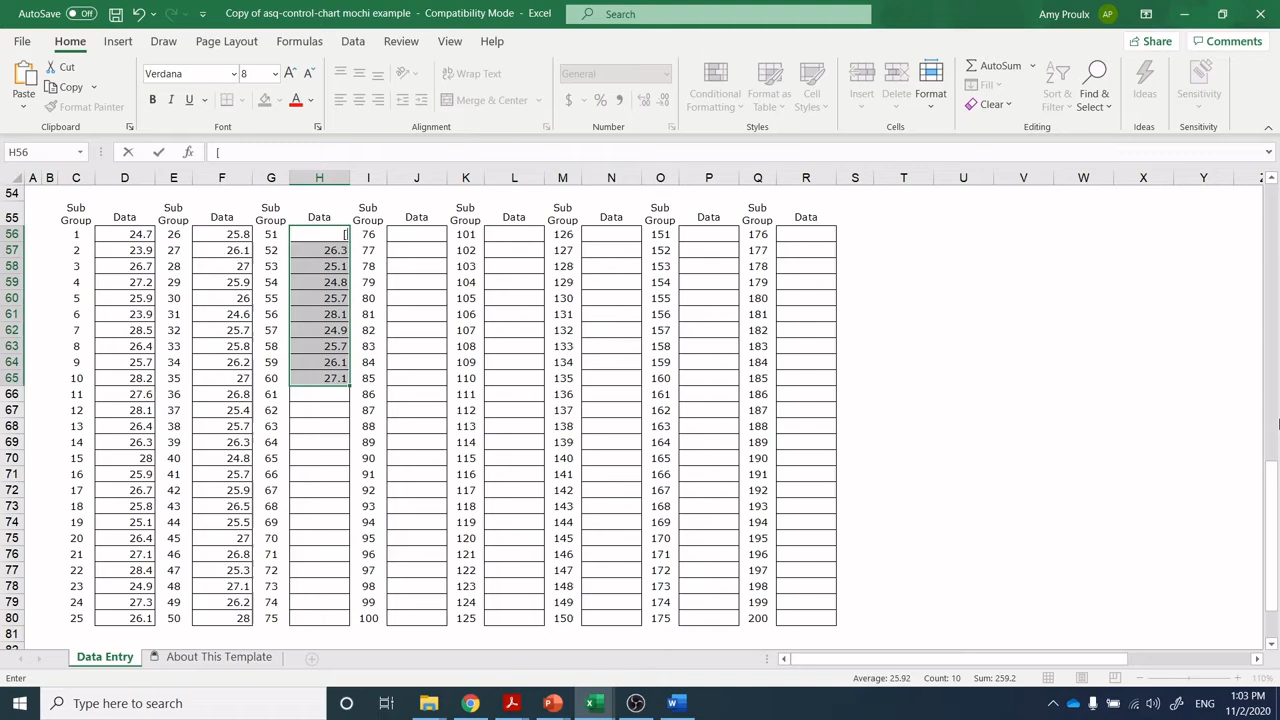 AutoSave Off Copy of asq-control-chart mochi example - Compatibility Mode - Excel Search Amy Proulx AP
File Home Insert Draw Page Layout Formulas Data Review View Help Share Comments
Paste Cut Copy Format Painter Clipboard
Verdana 8 A A B I U A Font
Wrap Text Merge & Center Alignment
General $ % Number
Conditional Formatting Format as Table Cell Styles Styles
Insert Delete Format Cells
AutoSum Fill Clear Sort & Filter Find & Select Editing
Ideas Ideas
Sensitivity Sensitivity
H56 fx [
A B C D E F G H I J K L M N O P Q R S T U V W X Y Z
54
55 Sub Group Data Sub Group Data Sub Group Data Sub Group Data Sub Group Data Sub Group Data Sub Group Data Sub Group Data
56 1 24.7 26 25.8 51 [ 76 101 126 151 176
57 2 23.9 27 26.1 52 26.3 77 102 127 152 177
58 3 26.7 28 27 53 25.1 78 103 128 153 178
59 4 27.2 29 25.9 54 24.8 79 104 129 154 179
60 5 25.9 30 26 55 25.7 80 105 130 155 180
61 6 23.9 31 24.6 56 28.1 81 106 131 156 181
62 7 28.5 32 25.7 57 24.9 82 107 132 157 182
63 8 26.4 33 25.8 58 25.7 83 108 133 158 183
64 9 25.7 34 26.2 59 26.1 84 109 134 159 184
65 10 28.2 35 27 60 27.1 85 110 135 160 185
66 11 27.6 36 26.8 61 86 111 136 161 186
67 12 28.1 37 25.4 62 87 112 137 162 187
68 13 26.4 38 25.7 63 88 113 138 163 188
69 14 26.3 39 26.3 64 89 114 139 164 189
70 15 28 40 24.8 65 90 115 140 165 190
71 16 25.9 41 25.7 66 91 116 141 166 191
72 17 26.7 42 25.9 67 92 117 142 167 192
73 18 25.8 43 26.5 68 93 118 143 168 193
74 19 25.1 44 25.5 69 94 119 144 169 194
75 20 26.4 45 27 70 95 120 145 170 195
76 21 27.1 46 26.8 71 96 121 146 171 196
77 22 28.4 47 25.3 72 97 122 147 172 197
78 23 24.9 48 27.1 73 98 123 148 173 198
79 24 27.3 49 26.2 74 99 124 149 174 199
80 25 26.1 50 28 75 100 125 150 175 200
81
Data Entry About This Template
Enter Average: 25.92 Count: 10 Sum: 259.2 110%
Type here to search ENG 1:03 PM
11/2/2020